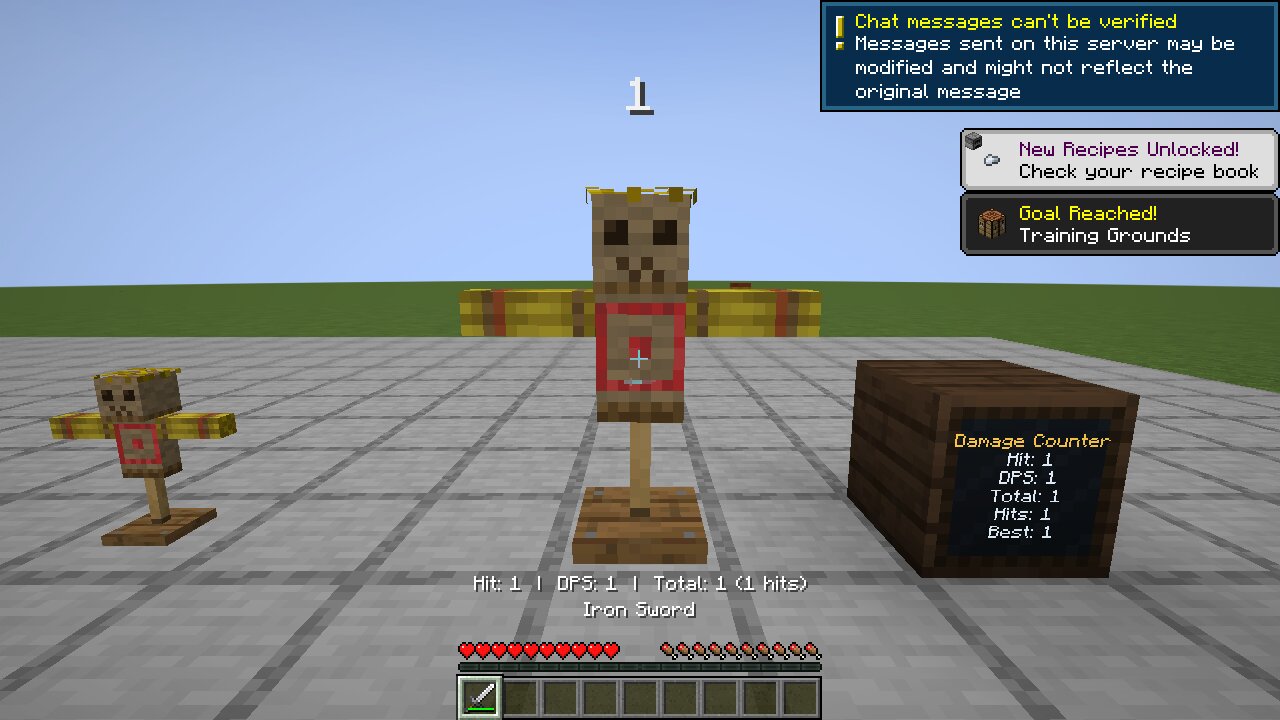 Chat messages can't be verified
Messages sent on this server may be
modified and might not reflect the
original message
1
New Recipes Unlocked!
Check your recipe book
Goal Reached!
Training Grounds
Damage Counter
Hit: 1
DPS: 1
Total: 1
Hits: 1
Best: 1
Hit: 1 | DPS: 1 | Total: 1 (1 hits)
Iron Sword